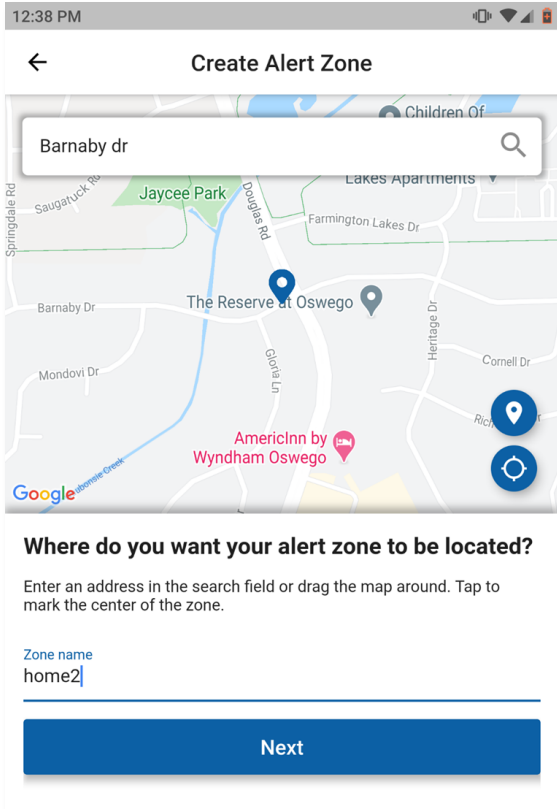 12:38 PM
Create Alert Zone
Children Of
Barnaby dr
Lakes Apartments
Springdale Rd
Saugatuck Rd
Jaycee Park
Douglas Rd
Farmington Lakes Dr
The Reserve at Oswego
Barnaby Dr
Heritage Dr
Gloria Ln
Mondovi Dr
Cornell Dr
Rich
AmericInn by
Wyndham Oswego
Google
Where do you want your alert zone to be located?
Enter an address in the search field or drag the map around. Tap to
mark the center of the zone.
Zone name
home2
Next